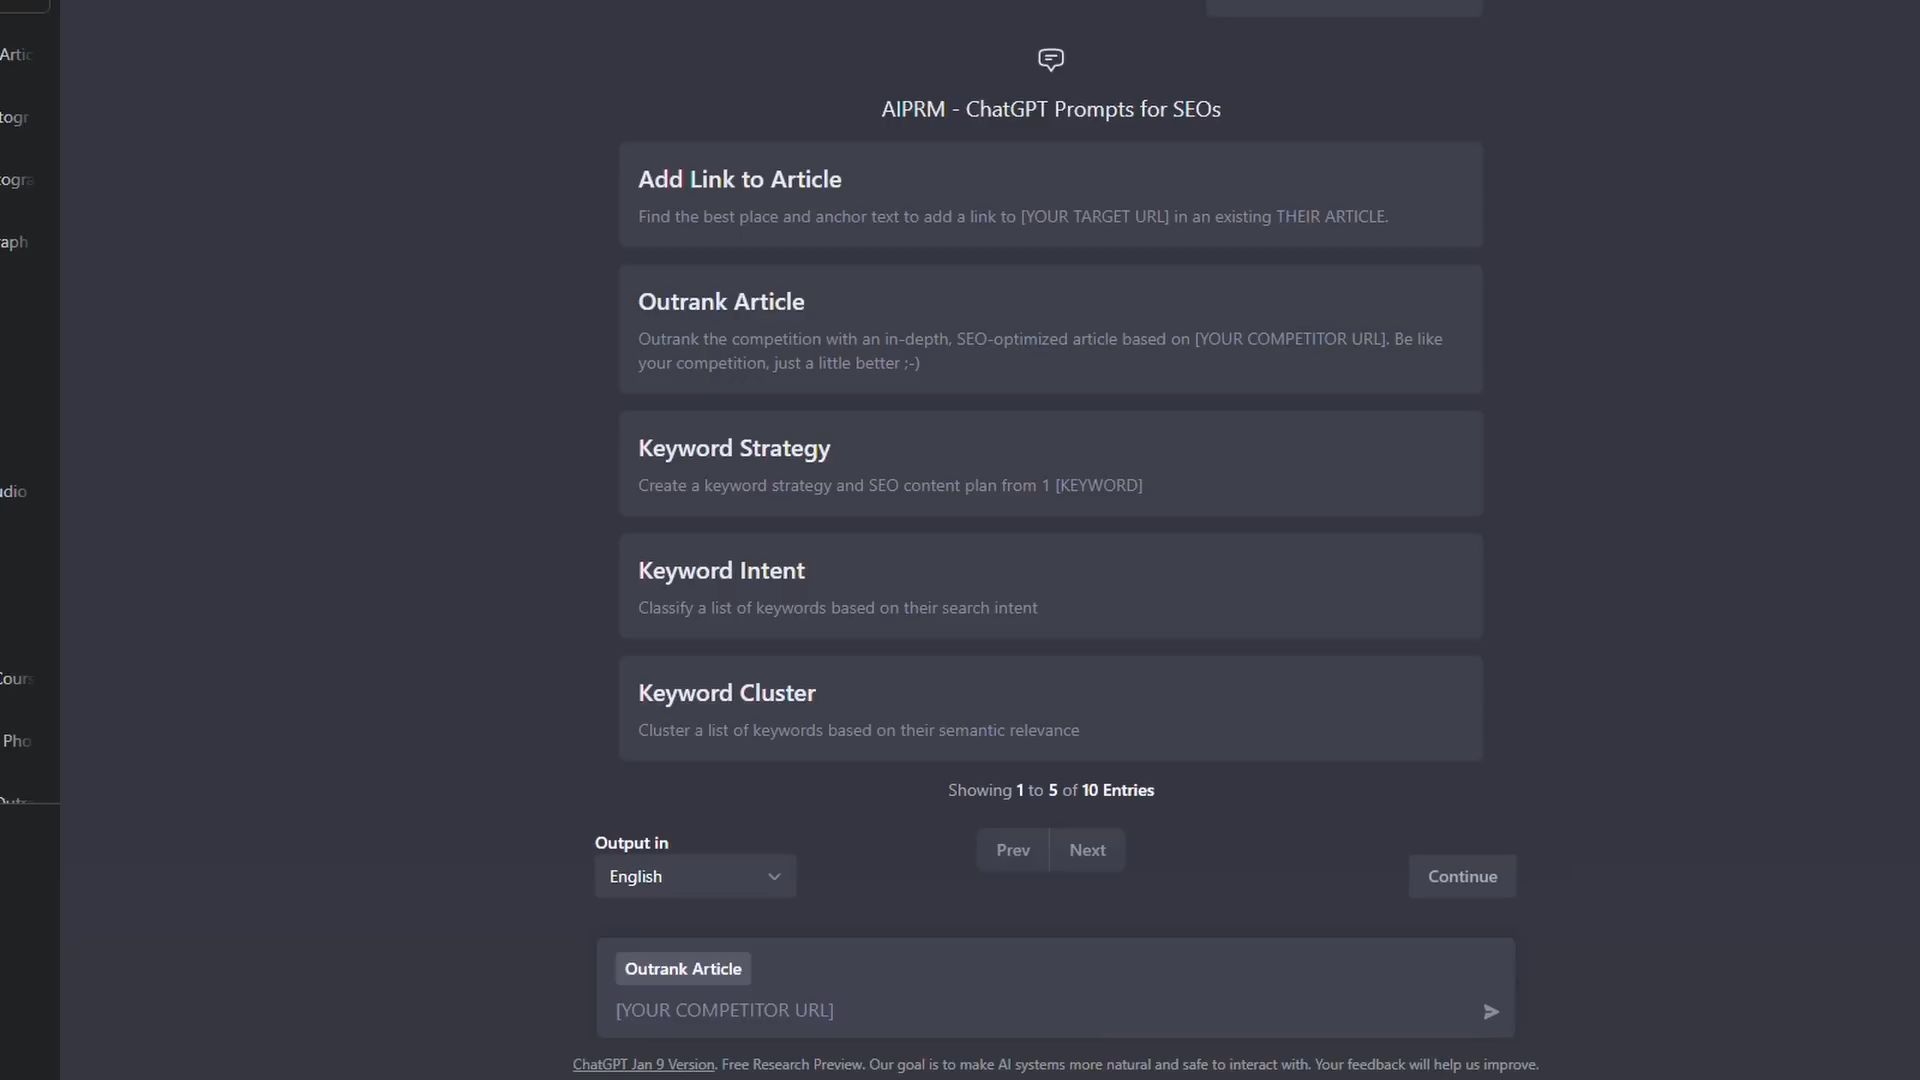 AIPRM - ChatGPT Prompts for SEOs
Add Link to Article
Find the best place and anchor text to add a link to [YOUR TARGET URL] in an existing THEIR ARTICLE.
Outrank Article
Outrank the competition with an in-depth, SEO-optimized article based on [YOUR COMPETITOR URL]. Be like
your competition, just a little better ;-)
Keyword Strategy
Create a keyword strategy and SEO content plan from 1 [KEYWORD]
Keyword Intent
Classify a list of keywords based on their search intent
Keyword Cluster
Cluster a list of keywords based on their semantic relevance
Showing 1 to 5 of 10 Entries
Output in
Prev Next
English
Continue
Outrank Article
[YOUR COMPETITOR URL]
ChatGPT Jan 9 Version. Free Research Preview. Our goal is to make AI systems more natural and safe to interact with. Your feedback will help us improve.